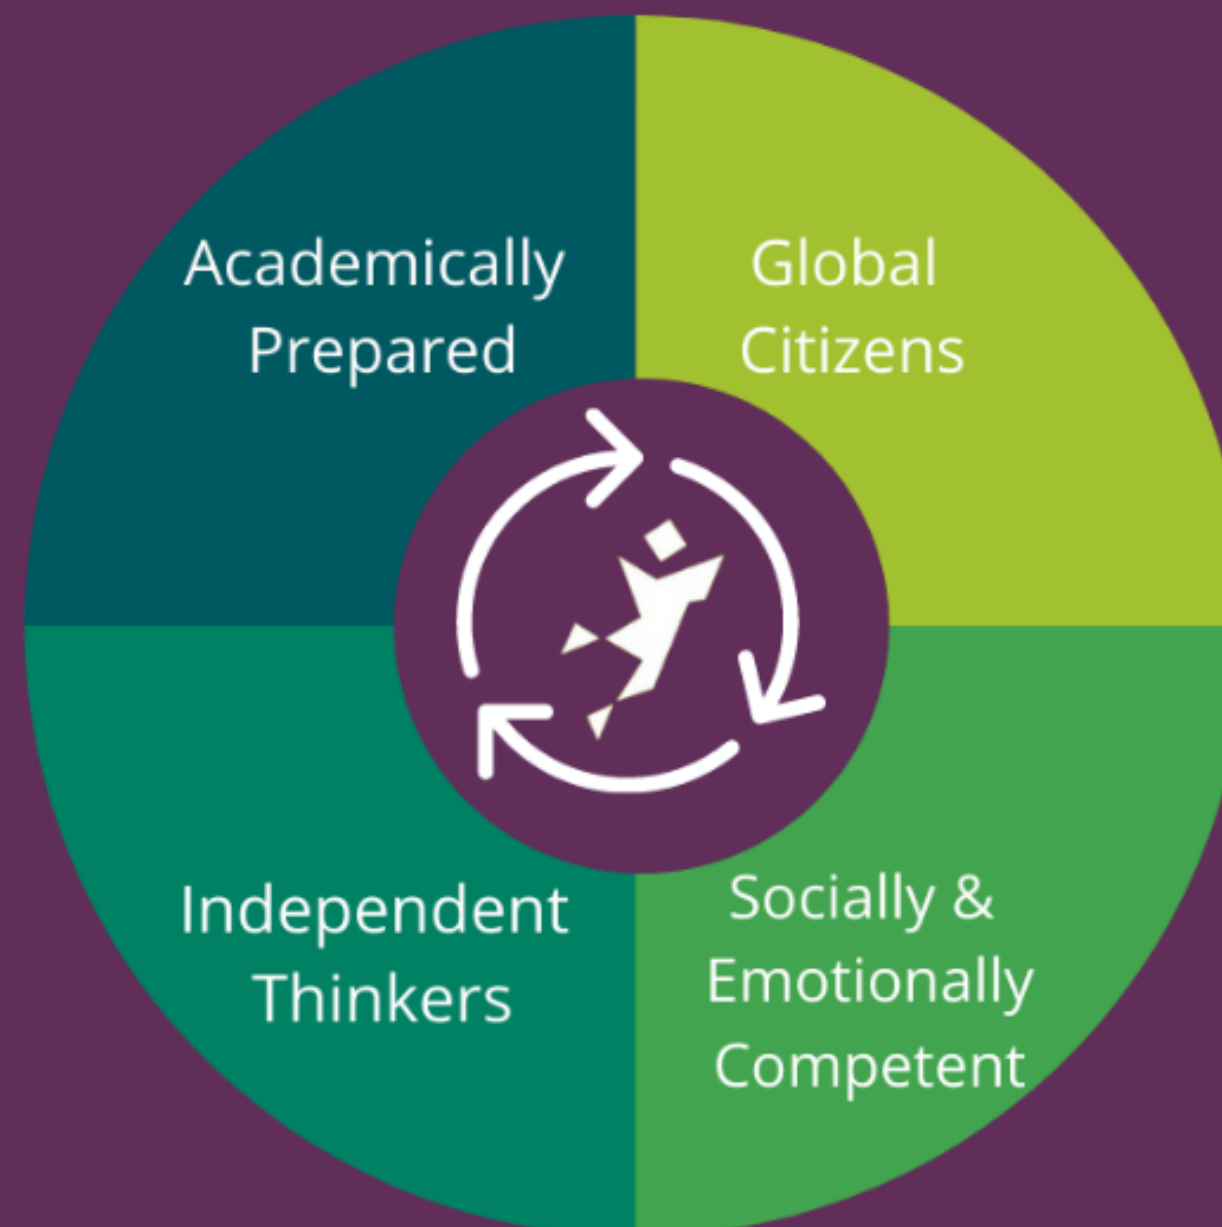 Academically
Prepared
Global
Citizens
Independent
Thinkers
Socially &
Emotionally
Competent